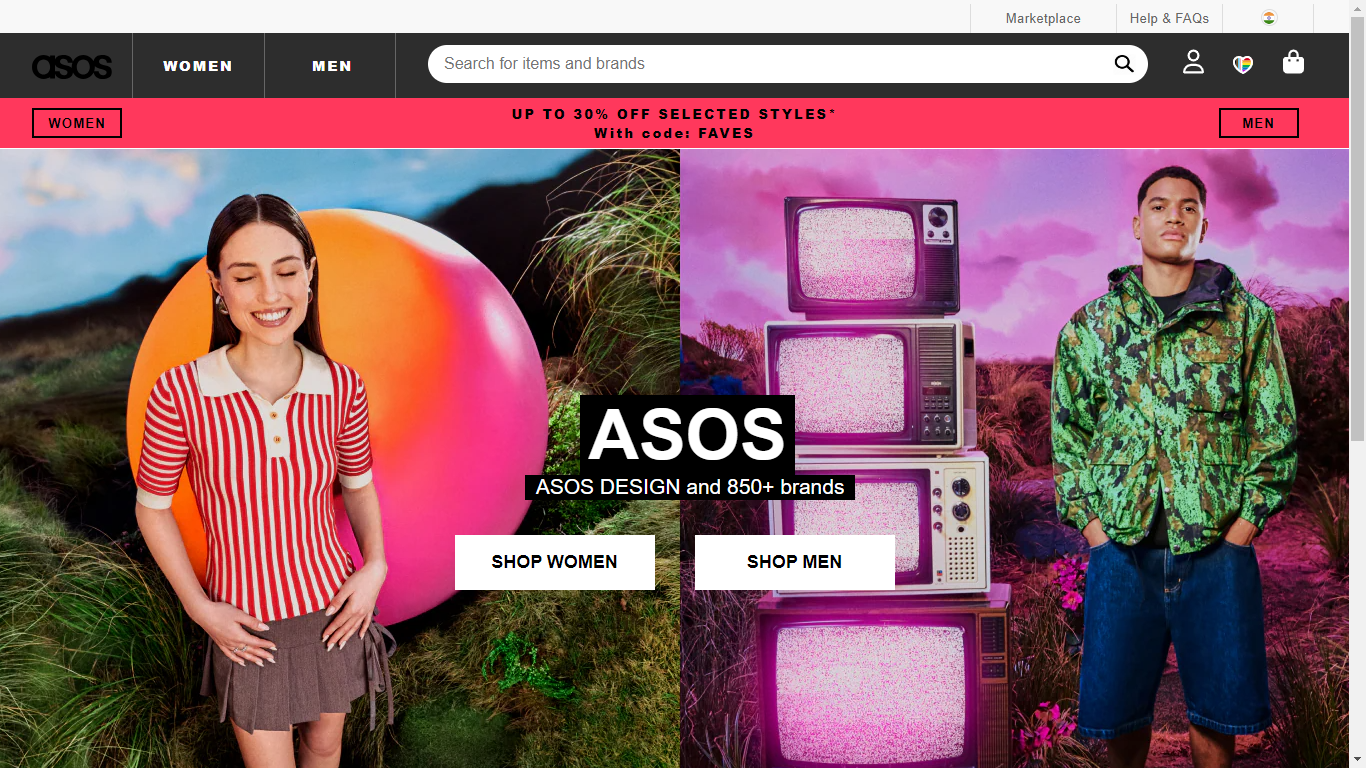 Marketplace
Help & FAQs
asos
WOMEN
MEN
Search for items and brands
WOMEN
UP TO 30% OFF SELECTED STYLES*
With code: FAVES
MEN
ASOS
ASOS DESIGN and 850+ brands
SHOP WOMEN
SHOP MEN